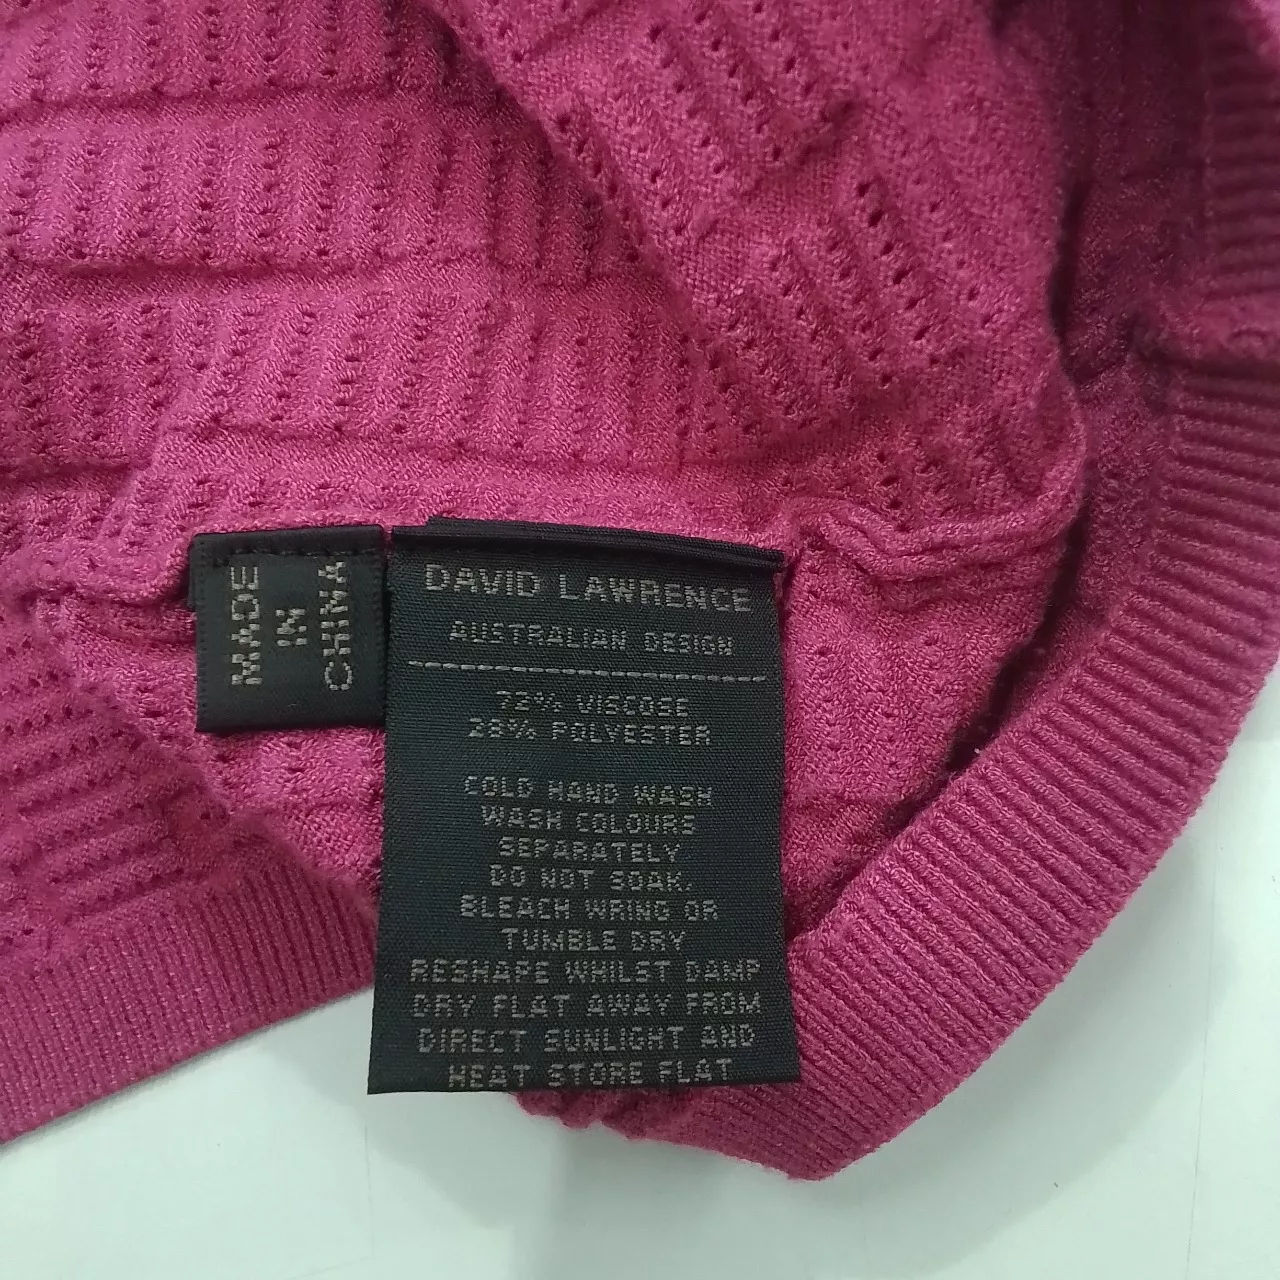 MADE
IN
CHINA
DAVID LAWRENCE
AUSTRALIAN DESIGN
72% VISCOSE
28% POLYESTER
COLD HAND WASH
WASH COLOURS
SEPARATELY
DO NOT SOAK,
BLEACH WRING OR
TUMBLE DRY
RESHAPE WHILST DAMP
DRY FLAT AWAY FROM
DIRECT SUNLIGHT AND
HEAT STORE FLAT